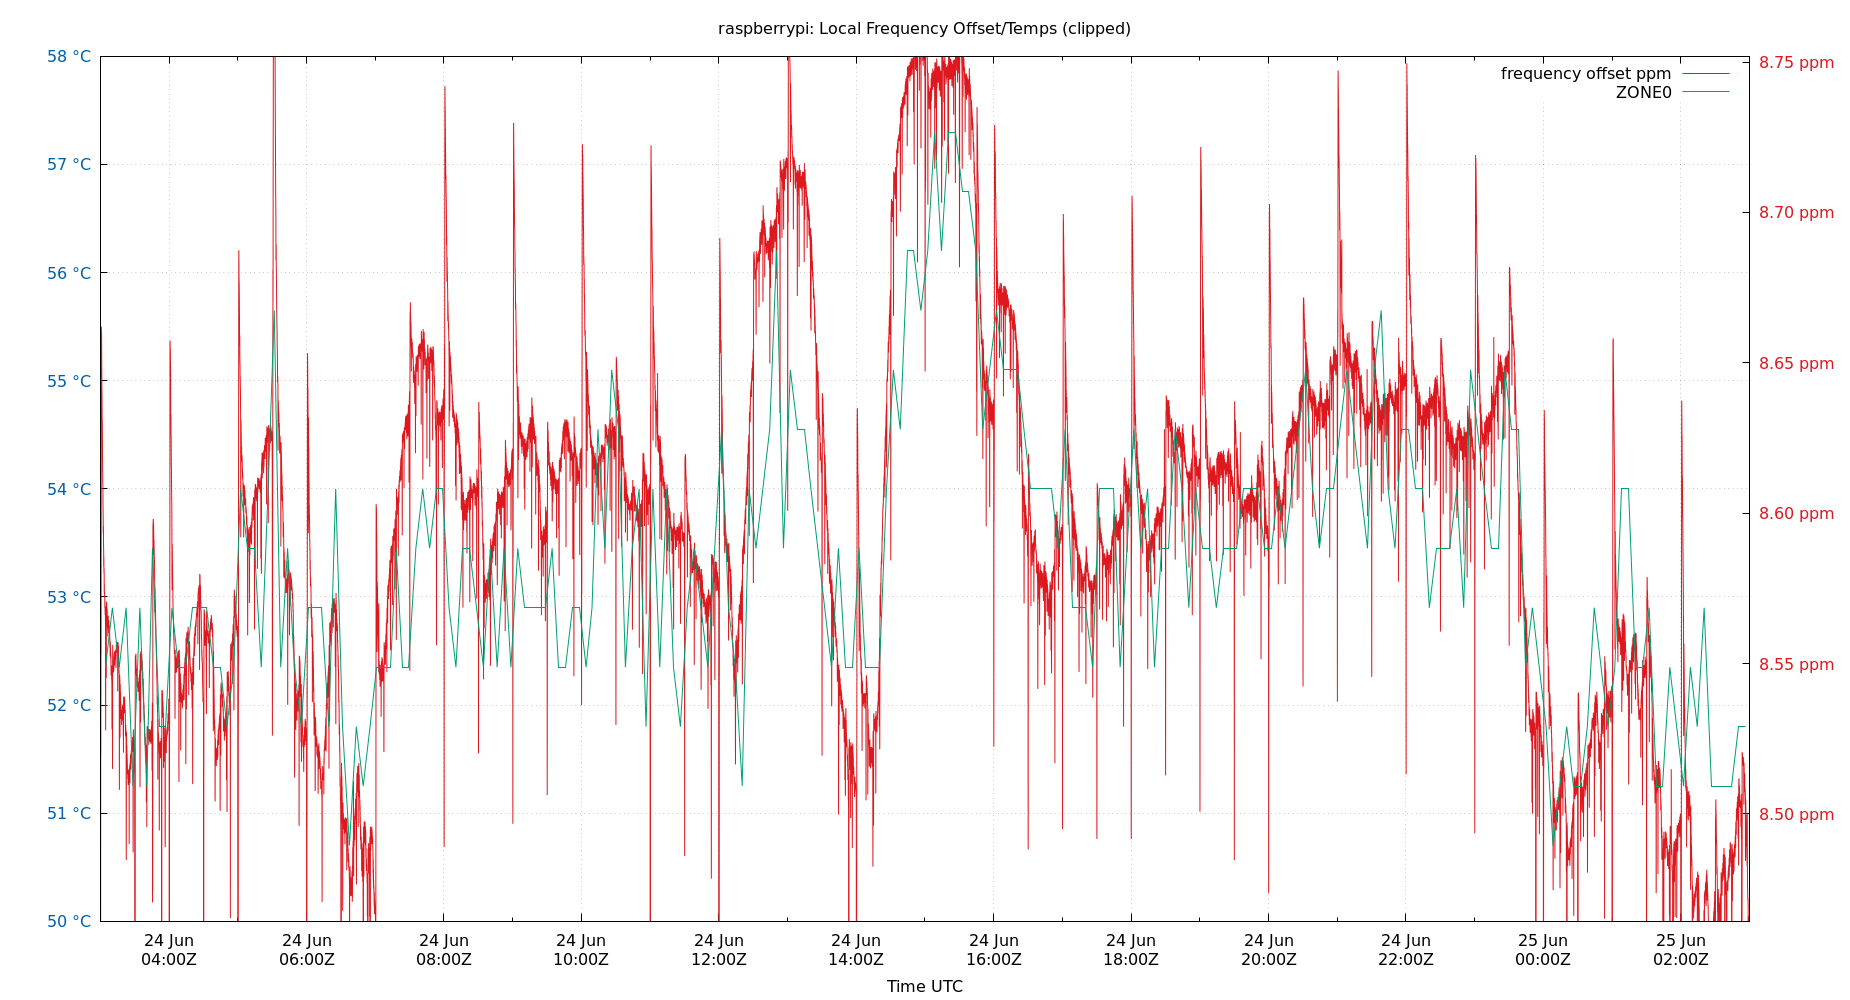 raspberrypi: Local Frequency Offset/Temps (clipped)
58 °C
57 °C
56 °C
55 °C
54 °C
53 °C
52 °C
51 °C
50 °C
frequency offset ppm
ZONE0
8.75 ppm
8.70 ppm
8.65 ppm
8.60 ppm
8.55 ppm
8.50 ppm
24 Jun 24 Jun 24 Jun 24 Jun 24 Jun 24 Jun 24 Jun 24 Jun 24 Jun 24 Jun 25 Jun 25 Jun
04:00Z 06:00Z 08:00Z 10:00Z 12:00Z 14:00Z 16:00Z 18:00Z 20:00Z 22:00Z 00:00Z 02:00Z
Time UTC